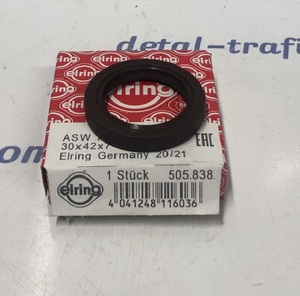 detal-trafi
elring
ASW
30x42x7
Elring Germany 20/21
EAC
1 Stück 505.838
elring
4 041248 116036